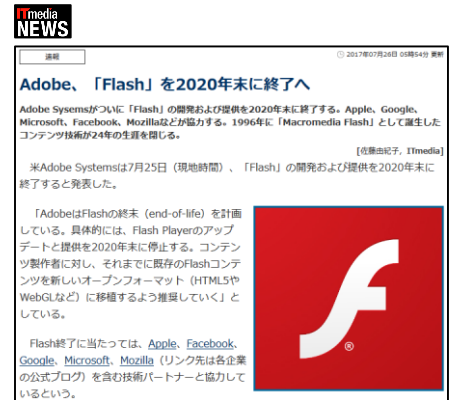 ITmedia
NEWS
速報
2017年07月26日 05時54分 更新
Adobe、「Flash」を2020年末に終了へ
Adobe Sysemsがついに「Flash」の開発および提供を2020年末に終了する。Apple、Google、
Microsoft、Facebook、Mozillaなどが協力する。1996年に「Macromedia Flash」として誕生した
コンテンツ技術が24年の生涯を閉じる。
[佐藤由紀子，ITmedia]
米Adobe Systemsは7月25日（現地時間）、「Flash」の開発および提供を2020年末に
終了すると発表した。
「AdobeはFlashの終末（end-of-life）を計画
している。具体的には、Flash Playerのアップ
デートと提供を2020年末に停止する。コンテン
ツ製作者に対し、それまでに既存のFlashコンテ
ンツを新しいオープンフォーマット（HTML5や
WebGLなど）に移植するよう推奨していく」と
している。
Flash終了に当たっては、Apple、Facebook、
Google、Microsoft、Mozilla（リンク先は各企業
の公式ブログ）を含む技術パートナーと協力して
いるという。
®